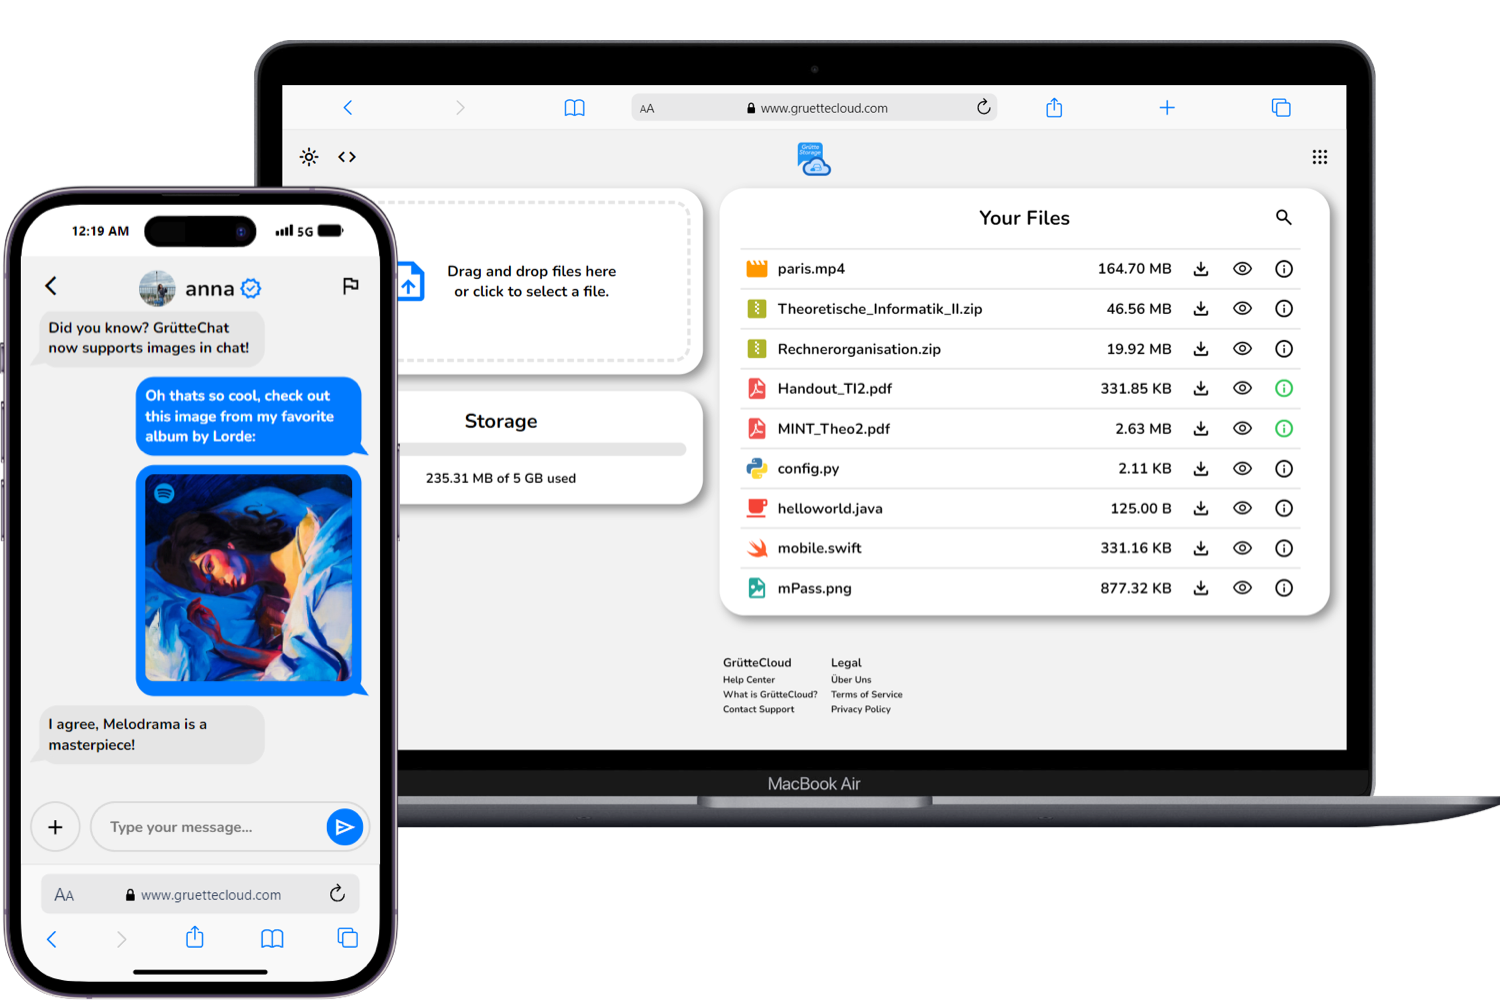 www.gruettecloud.com
Grütte
Storage
Drag and drop files here
or click to select a file.
Storage
235.31 MB of 5 GB used
Your Files
paris.mp4 164.70 MB
Theoretische_Informatik_II.zip 46.56 MB
Rechnerorganisation.zip 19.92 MB
Handout_TI2.pdf 331.85 KB
MINT_Theo2.pdf 2.63 MB
config.py 2.11 KB
helloworld.java 125.00 B
mobile.swift 331.16 KB
mPass.png 877.32 KB
GrütteCloud
Help Center
What is GrütteCloud?
Contact Support
Legal
Über Uns
Terms of Service
Privacy Policy
MacBook Air
12:19 AM 5G
anna
Did you know? GrütteChat
now supports images in chat!
Oh thats so cool, check out
this image from my favorite
album by Lorde:
I agree, Melodrama is a
masterpiece!
Type your message...
AA www.gruettecloud.com